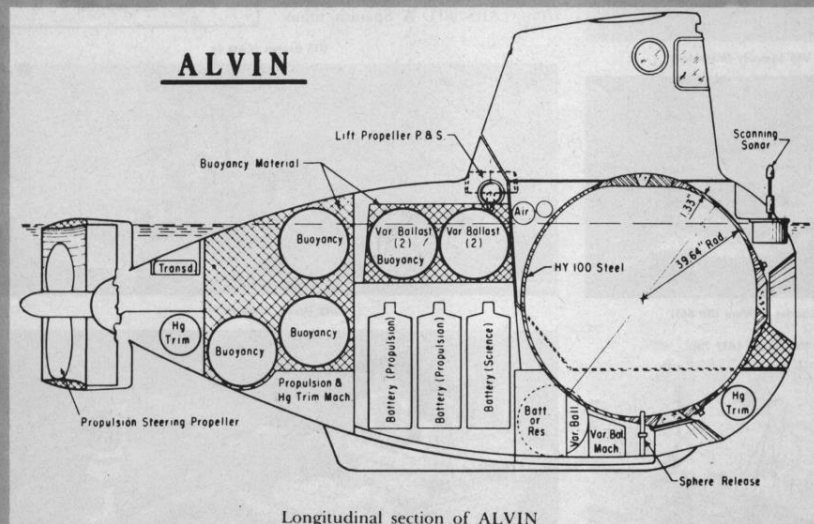 ALVIN
Lift Propeller P & S.
Scanning
Sonar
Buoyancy Material
1.33"
Air
Var. Ballast
(2)
Buoyancy
Var. Ballast
(2)
Buoyancy
39.64" Rad
HY 100 Steel
Transd.
Hg
Trim
Buoyancy
Buoyancy
Battery (Propulsion)
Battery (Propulsion)
Battery (Science)
Propulsion &
Hg Trim Mach.
Batt.
or
Res.
Var. Ball
Var. Bal.
Mach.
Hg
Trim
Propulsion Steering Propeller
Sphere Release
Longitudinal section of ALVIN